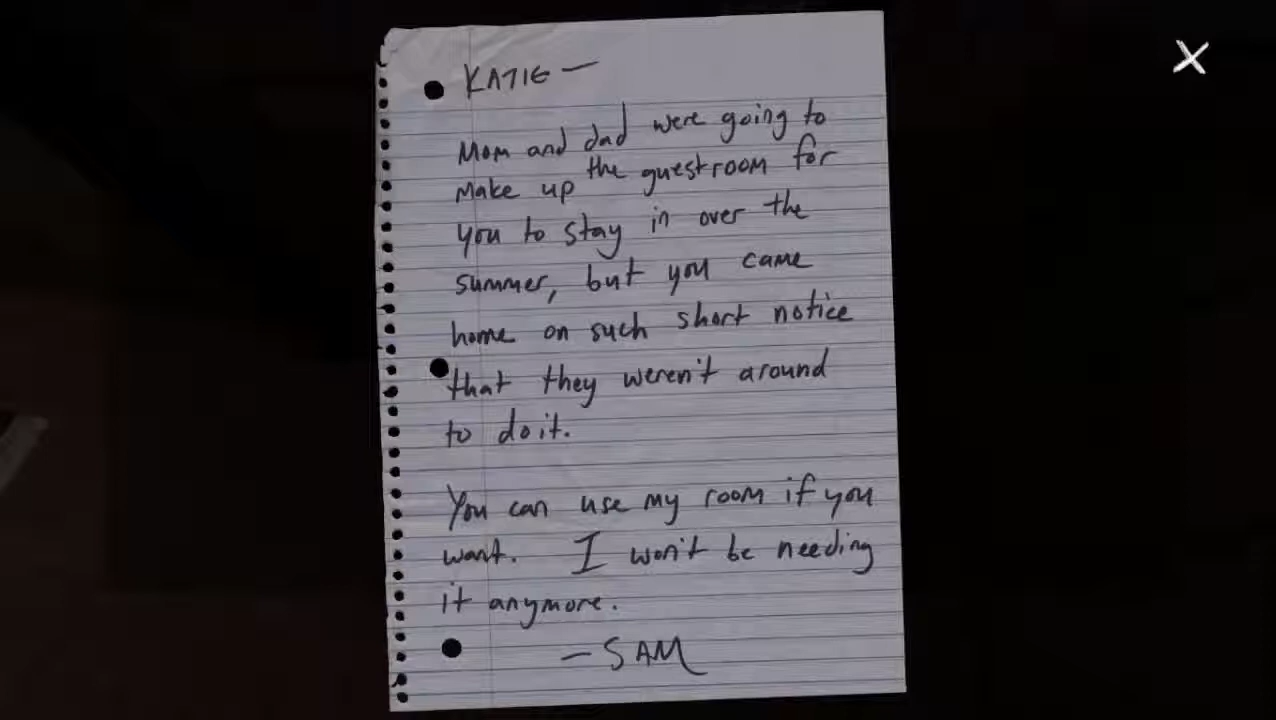 KATIE —
Mom and dad were going to
make up the guestroom for
you to stay in over the
summer, but you came
home on such short notice
that they weren't around
to do it.
You can use my room if you
want. I won't be needing
it anymore.
— SAM